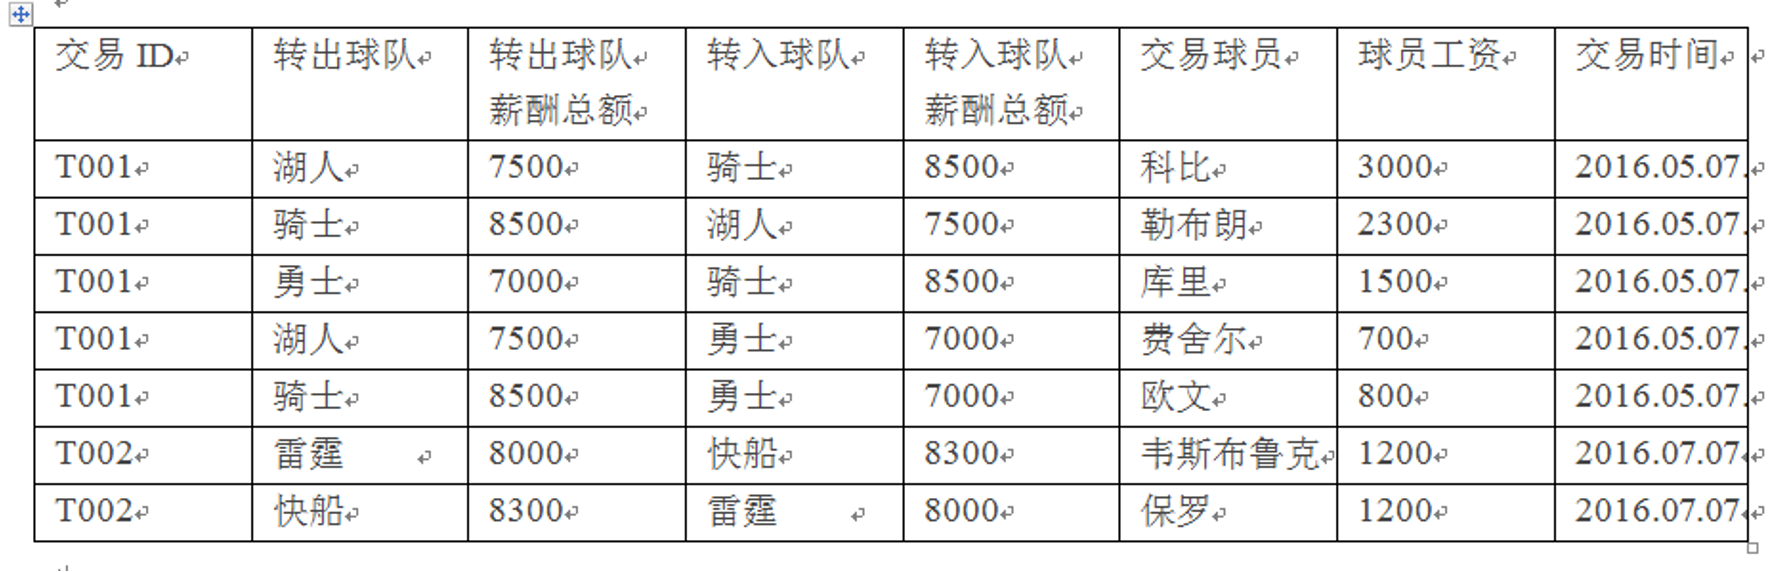 交易 ID 转出球队 转出球队薪酬总额 转入球队 转入球队薪酬总额 交易球员 球员工资 交易时间
T001 湖人 7500 骑士 8500 科比 3000 2016.05.07
T001 骑士 8500 湖人 7500 勒布朗 2300 2016.05.07
T001 勇士 7000 骑士 8500 库里 1500 2016.05.07
T001 湖人 7500 勇士 7000 费舍尔 700 2016.05.07
T001 骑士 8500 勇士 7000 欧文 800 2016.05.07
T002 雷霆 8000 快船 8300 韦斯布鲁克 1200 2016.07.07
T002 快船 8300 雷霆 8000 保罗 1200 2016.07.07